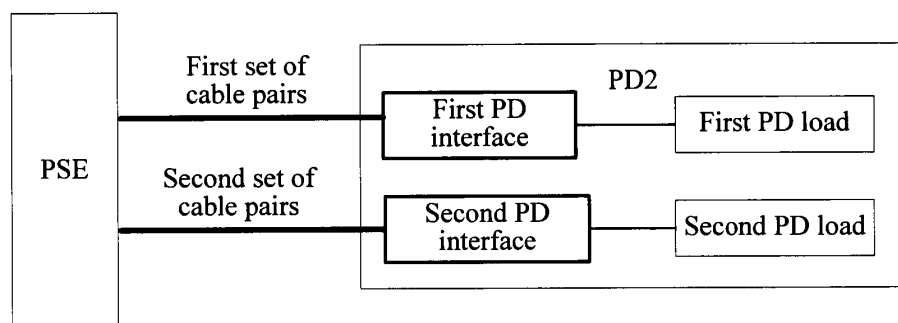 PSE
First set of
cable pairs
Second set of
cable pairs
PD2
First PD
interface
First PD load
Second PD
interface
Second PD load